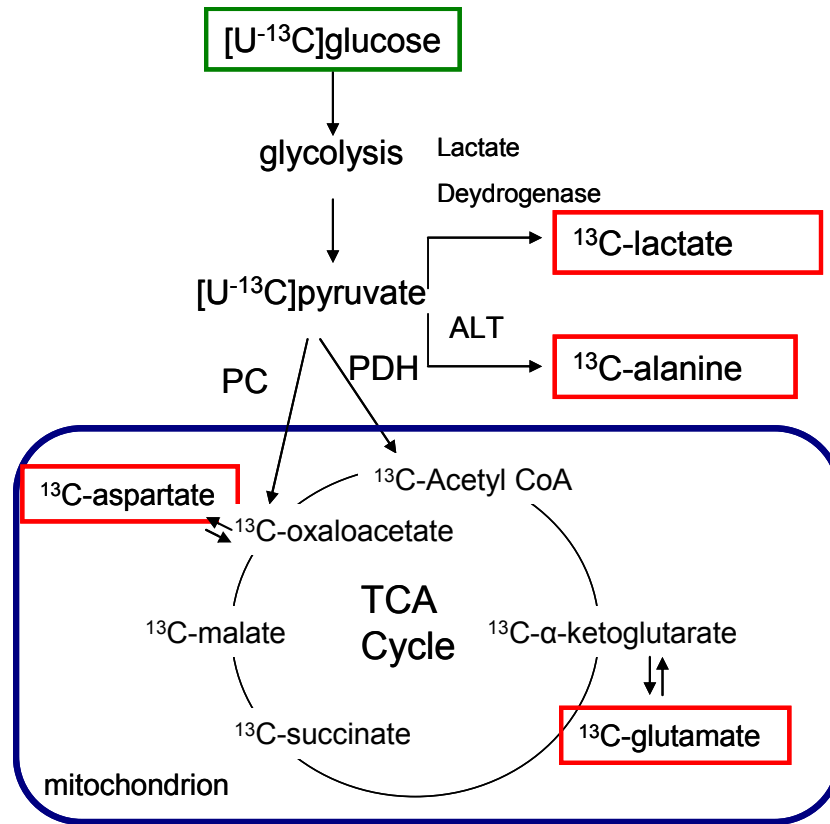 [U-¹³C]glucose
glycolysis
Lactate
Deydrogenase
¹³C-lactate
[U-¹³C]pyruvate
ALT
¹³C-alanine
PC
PDH
¹³C-Acetyl CoA
¹³C-aspartate
¹³C-oxaloacetate
TCA
Cycle
¹³C-malate
¹³C-α-ketoglutarate
¹³C-succinate
¹³C-glutamate
mitochondrion